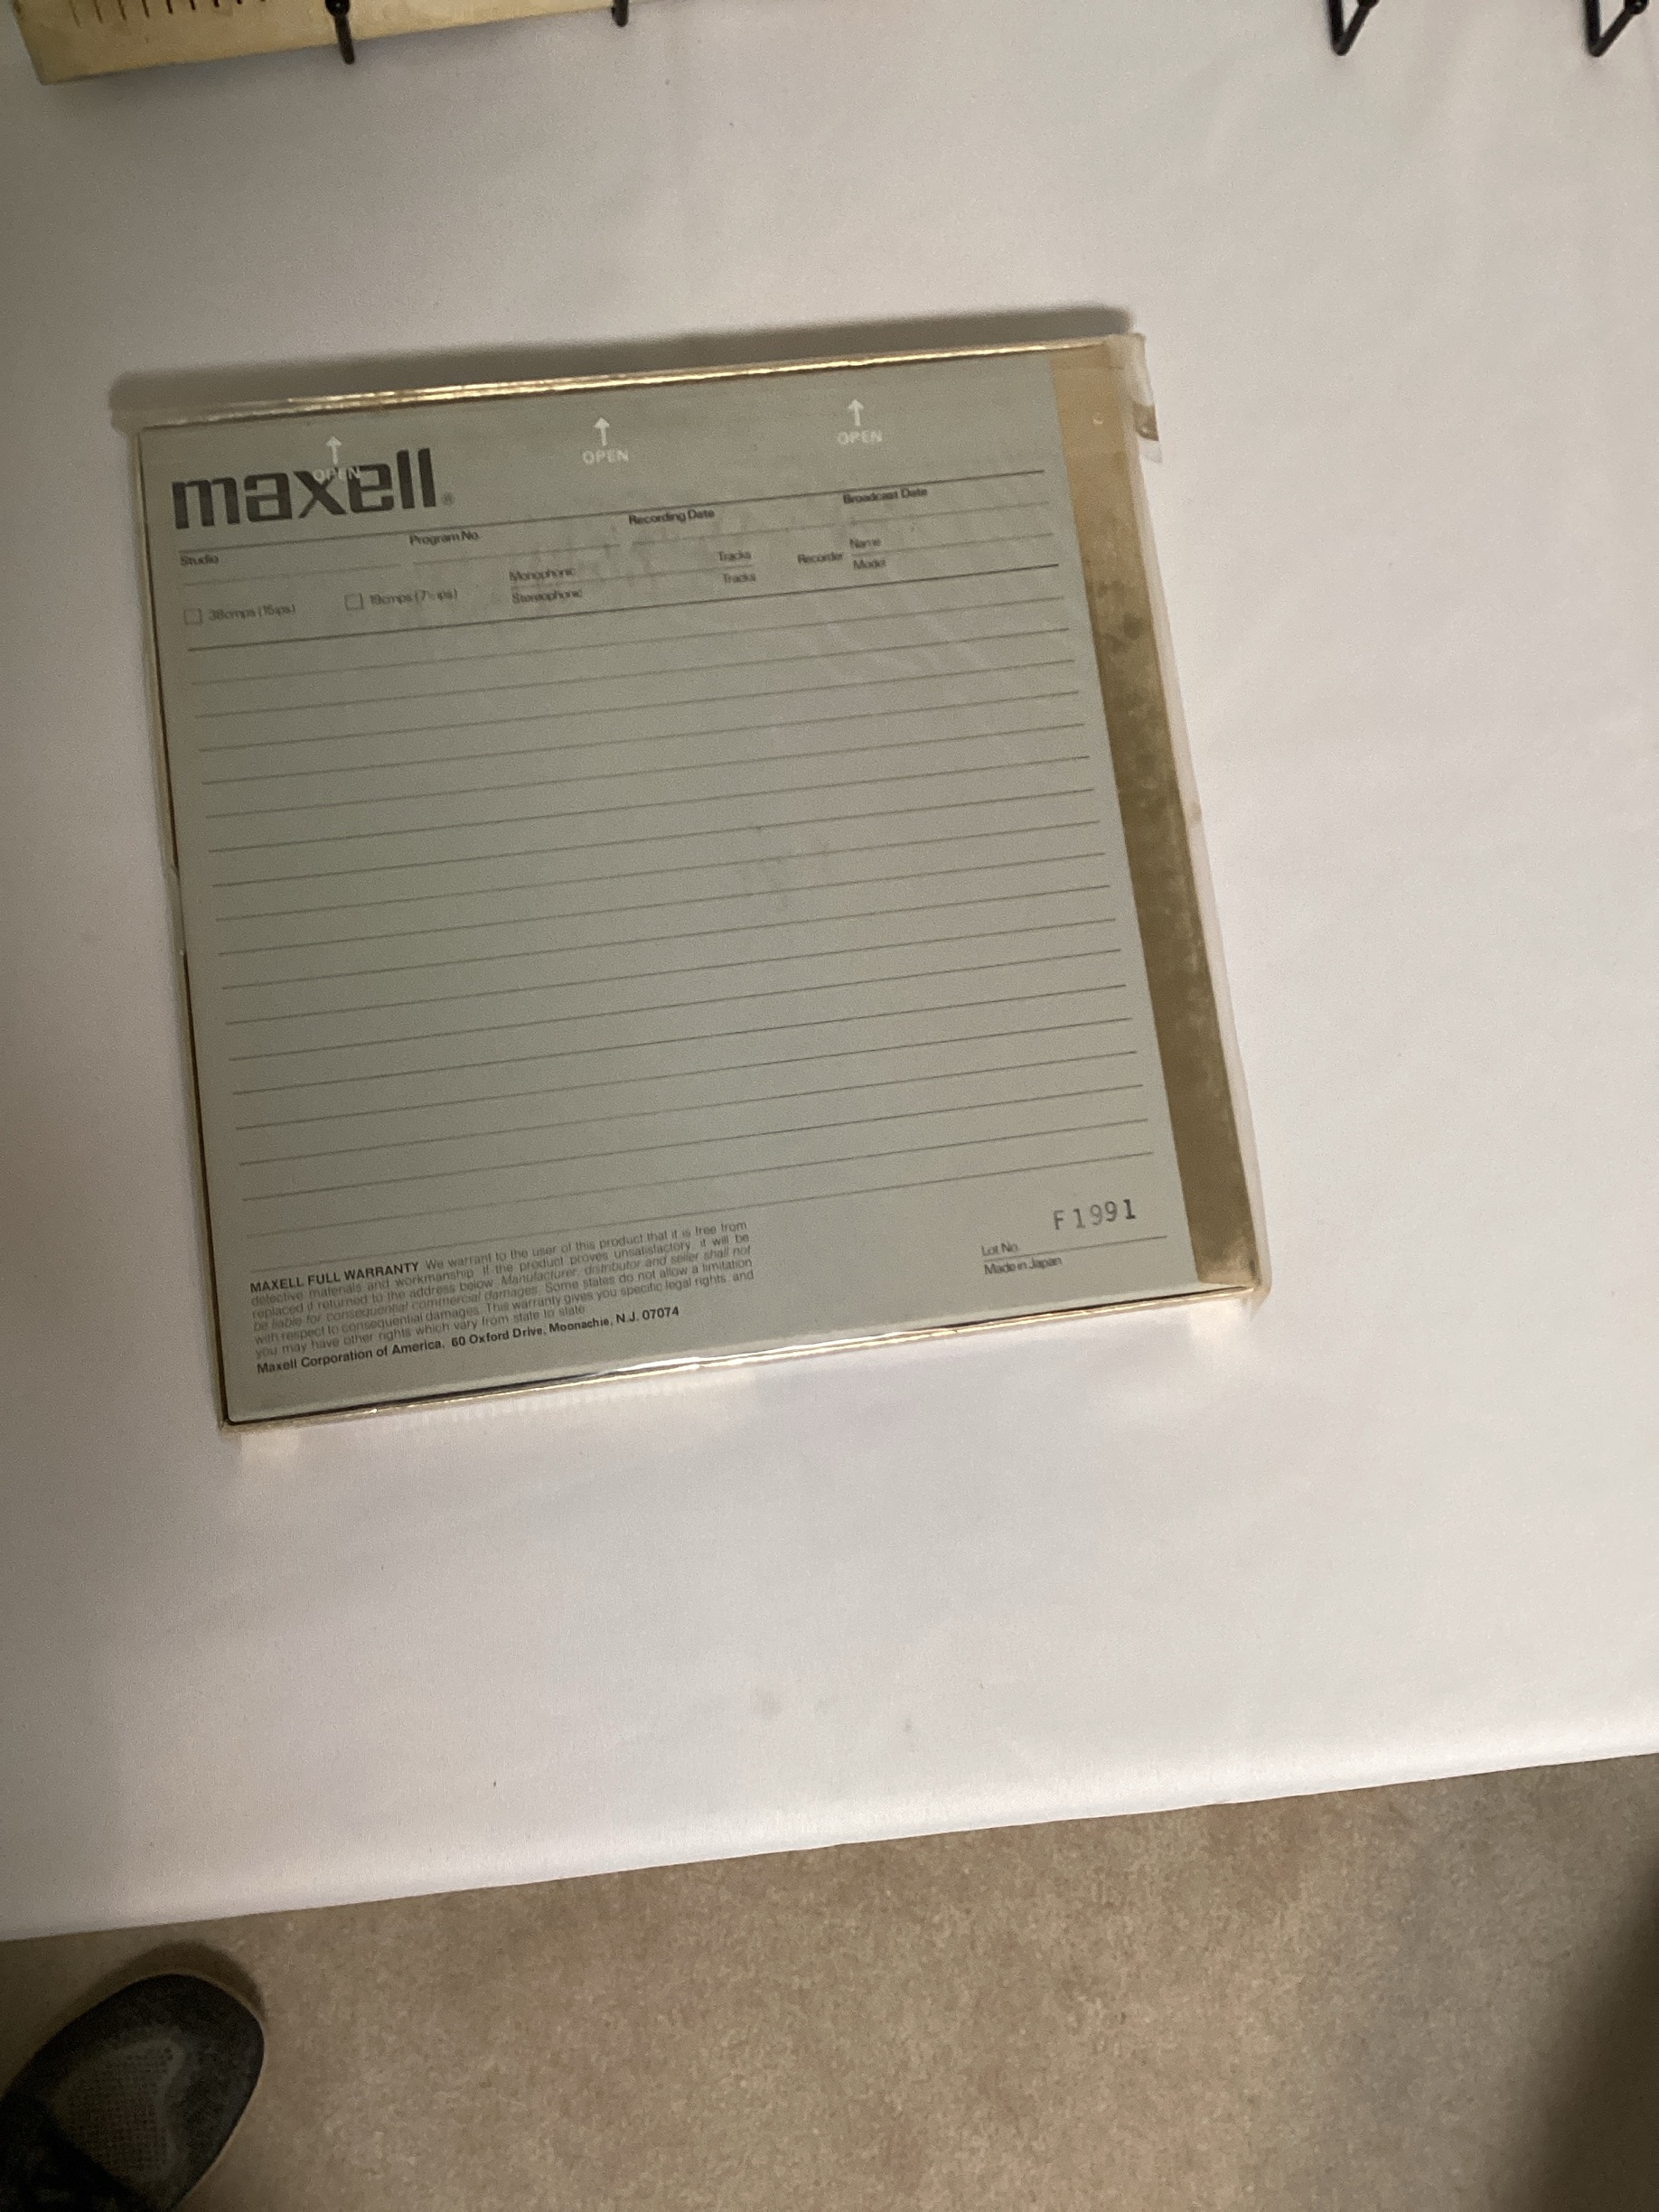 OPEN OPEN OPEN
maxell®
Studio Program No. Recording Date Broadcast Date
38cmps (15ips) 19cmps (7½ ips) Monophonic Tracks Recorder Name
Stereophonic Tracks Model
MAXELL FULL WARRANTY We warrant to the user of this product that it is free from
defective materials and workmanship. If the product proves unsatisfactory, it will be
replaced if returned to the address below. Manufacturer, distributor and seller shall not
be liable for consequential commercial damages. Some states do not allow a limitation
with respect to consequential damages. This warranty gives you specific legal rights, and
you may have other rights which vary from state to state.
Maxell Corporation of America, 60 Oxford Drive, Moonachie, N.J. 07074
F1991
Lot No.
Made in Japan